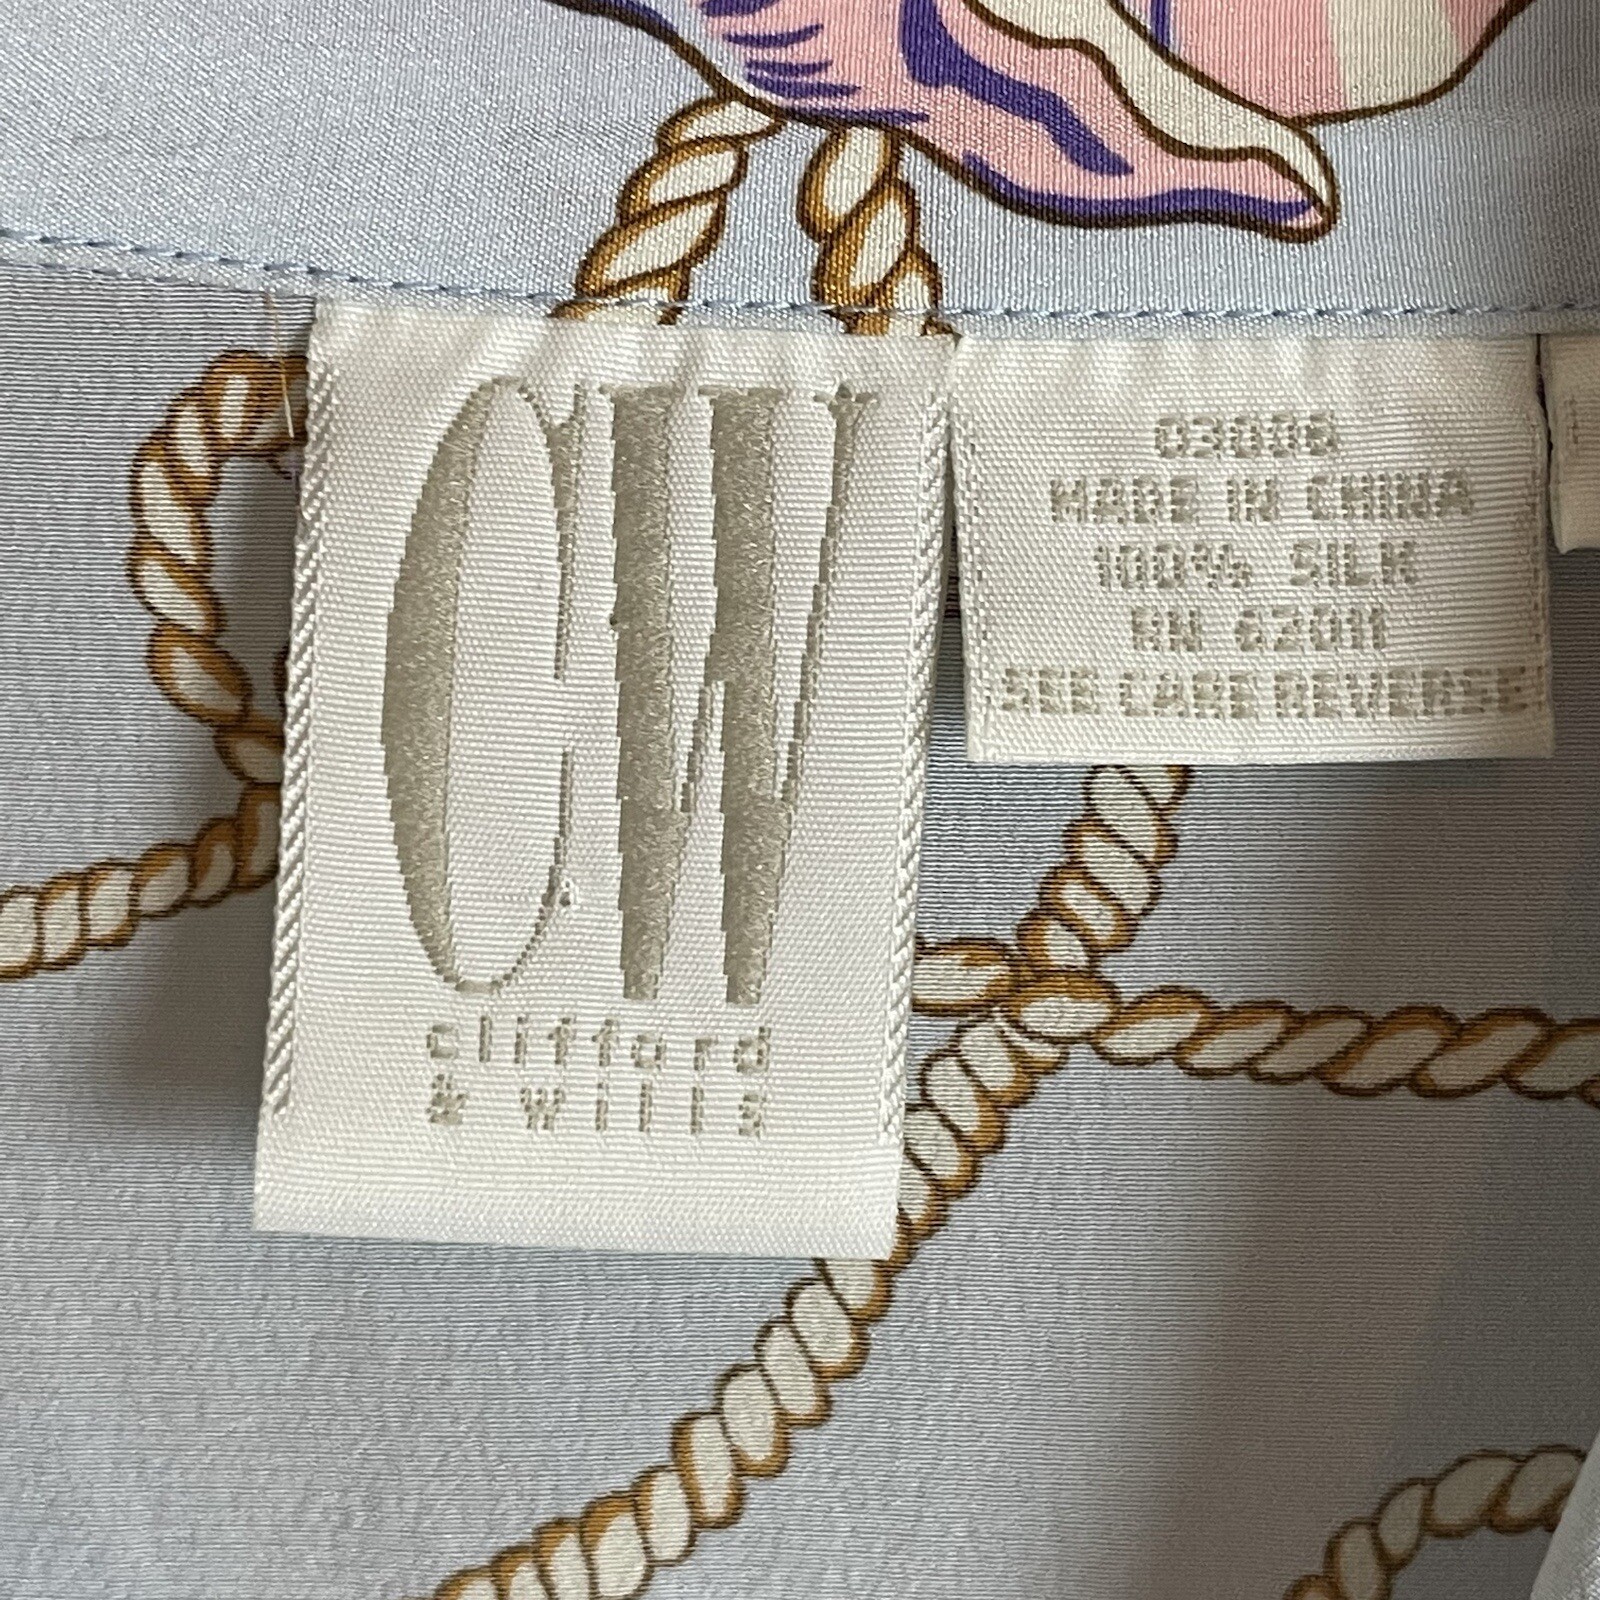 CW
clifford
& wills
03006
MADE IN CHINA
100% SILK
RN 62011
SEE CARE REVERSE